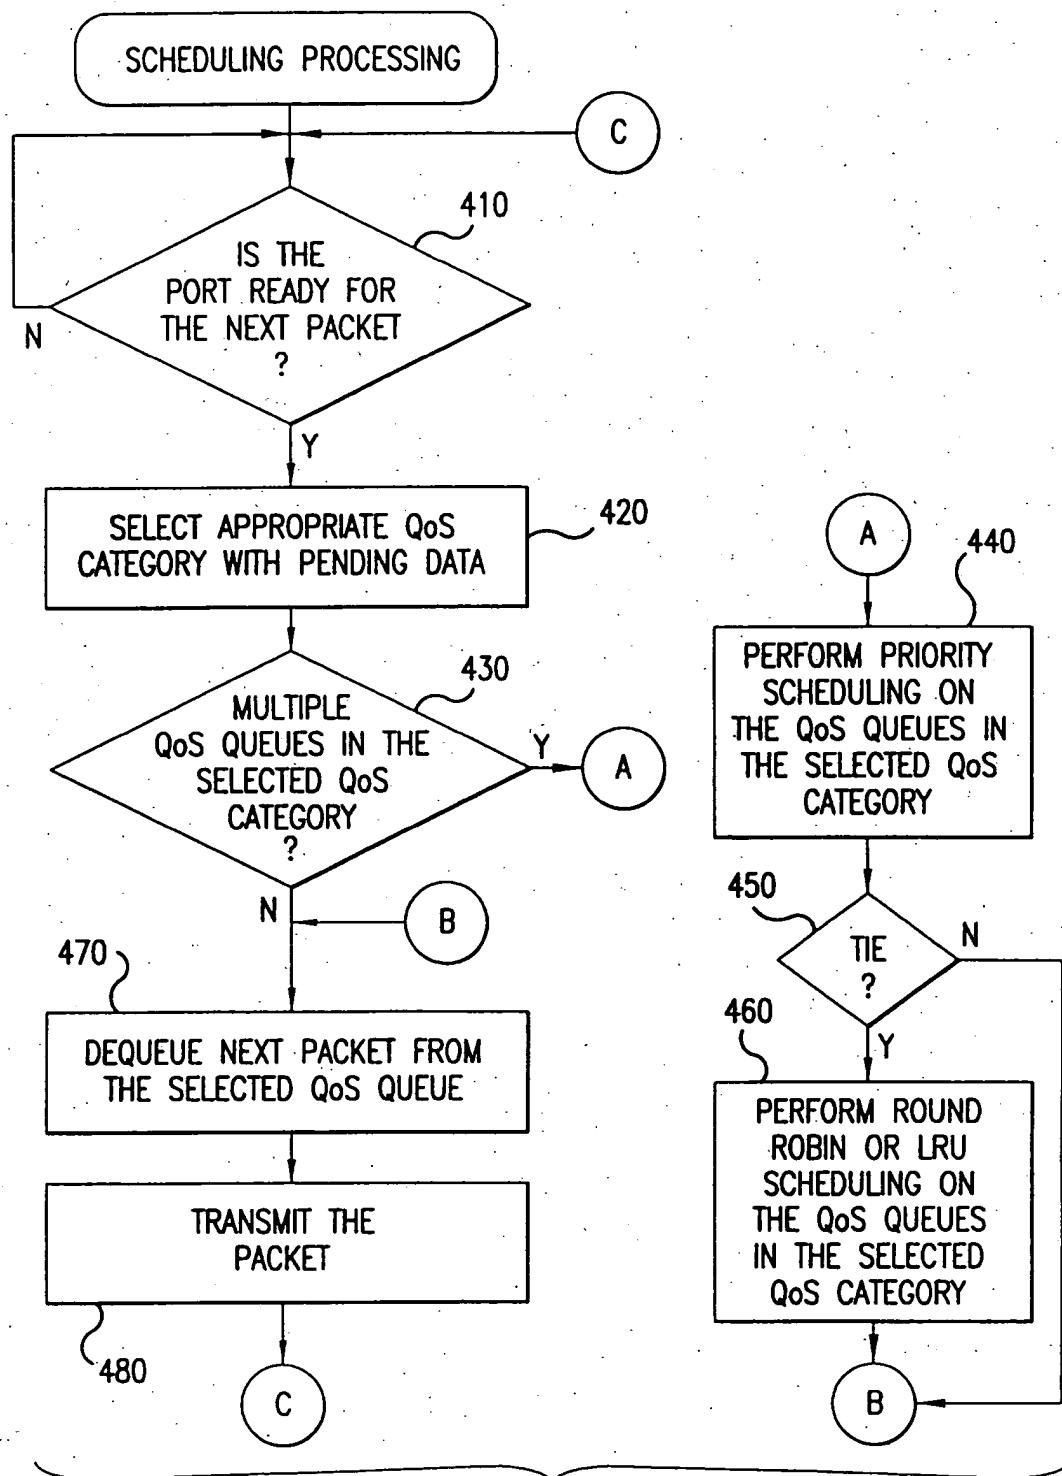 SCHEDULING PROCESSING
C
410
IS THE
PORT READY FOR
THE NEXT PACKET
?
N
Y
SELECT APPROPRIATE QoS
CATEGORY WITH PENDING DATA
420
430
MULTIPLE
QoS QUEUES IN THE
SELECTED QoS
CATEGORY
?
Y
A
N
B
470
DEQUEUE NEXT PACKET FROM
THE SELECTED QoS QUEUE
TRANSMIT THE
PACKET
480
C
A
440
PERFORM PRIORITY
SCHEDULING ON
THE QoS QUEUES IN
THE SELECTED QoS
CATEGORY
450
TIE
?
N
Y
460
PERFORM ROUND
ROBIN OR LRU
SCHEDULING ON
THE QoS QUEUES
IN THE SELECTED
QoS CATEGORY
B